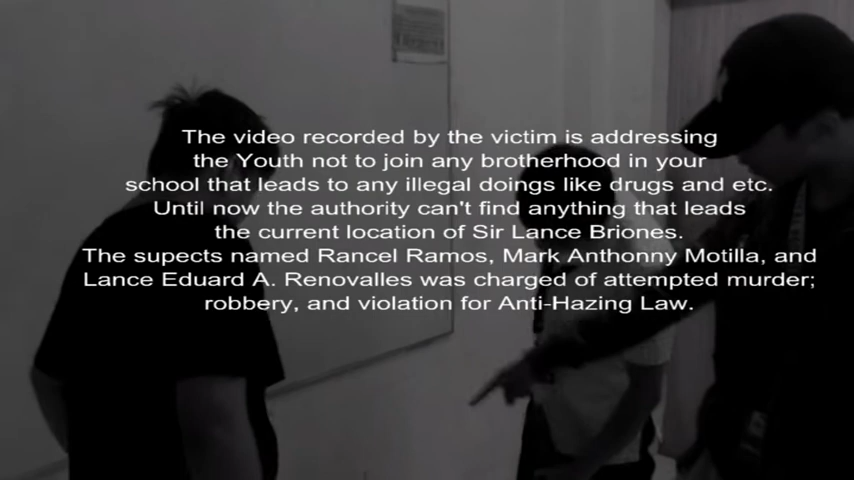 The video recorded by the victim is addressing
the Youth not to join any brotherhood in your
school that leads to any illegal doings like drugs and etc.
Until now the authority can't find anything that leads
the current location of Sir Lance Briones.
The supects named Rancel Ramos, Mark Anthonny Motilla, and
Lance Eduard A. Renovalles was charged of attempted murder;
robbery, and violation for Anti-Hazing Law.